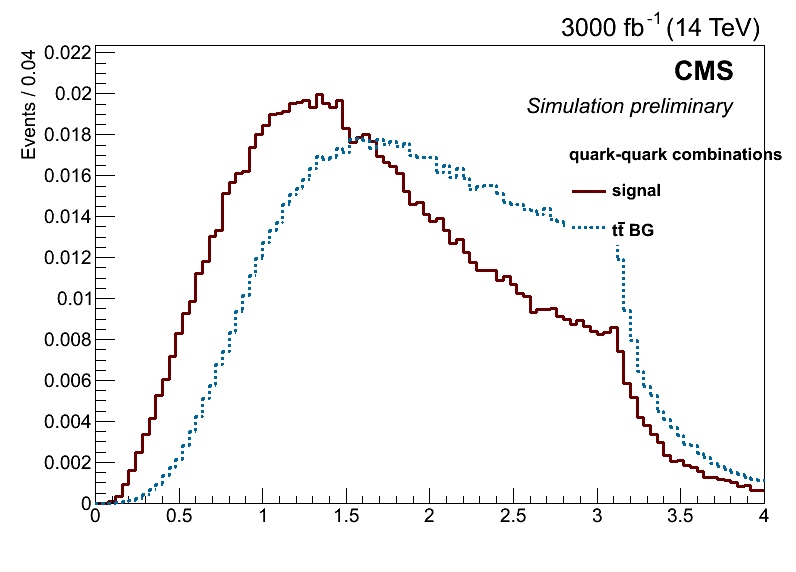 3000 fb⁻¹ (14 TeV)
Events / 0.04
CMS
Simulation preliminary
quark-quark combinations
signal
tt̅ BG
0.022
0.02
0.018
0.016
0.014
0.012
0.01
0.008
0.006
0.004
0.002
0
0 0.5 1 1.5 2 2.5 3 3.5 4